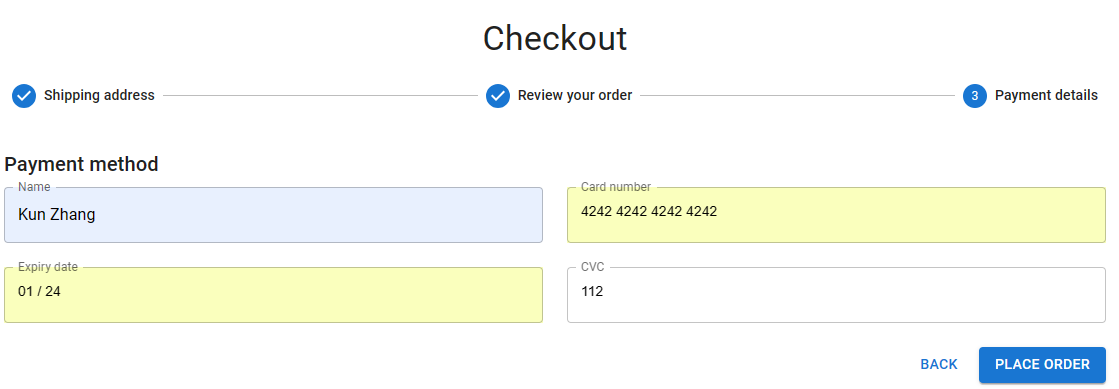 Checkout
Shipping address
Review your order
3 Payment details
Payment method
Name
Kun Zhang
Card number
4242 4242 4242 4242
Expiry date
01 / 24
CVC
112
BACK
PLACE ORDER